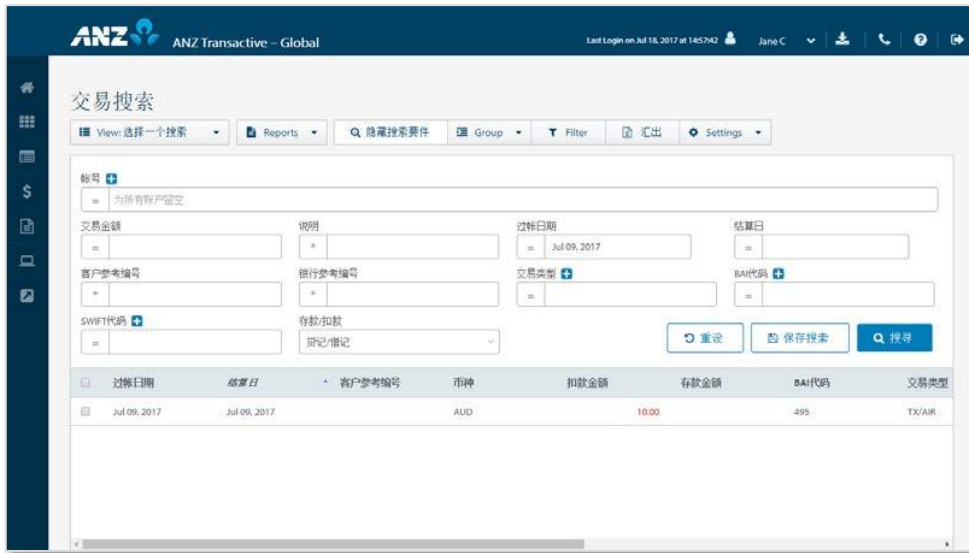 ANZ ANZ Transactive – Global Last Login on Jul 18, 2017 at 14:57:42 Jane C
交易搜索
View: 选择一个搜索 Reports 隐藏搜索要件 Group Filter 汇出 Settings
帐号
= 为所有账户留空
交易金额 说明 过帐日期 结算日
= * = Jul 09, 2017 =
客户参考编号 银行参考编号 交易类型 BAI代码
* * = =
SWIFT代码 存款/扣款
= 贷记/借记 重设 保存搜索 搜寻
过帐日期 结算日 客户参考编号 币种 扣款金额 存款金额 BAI代码 交易类型
Jul 09, 2017 Jul 09, 2017 AUD 10.00 495 TX/AIR